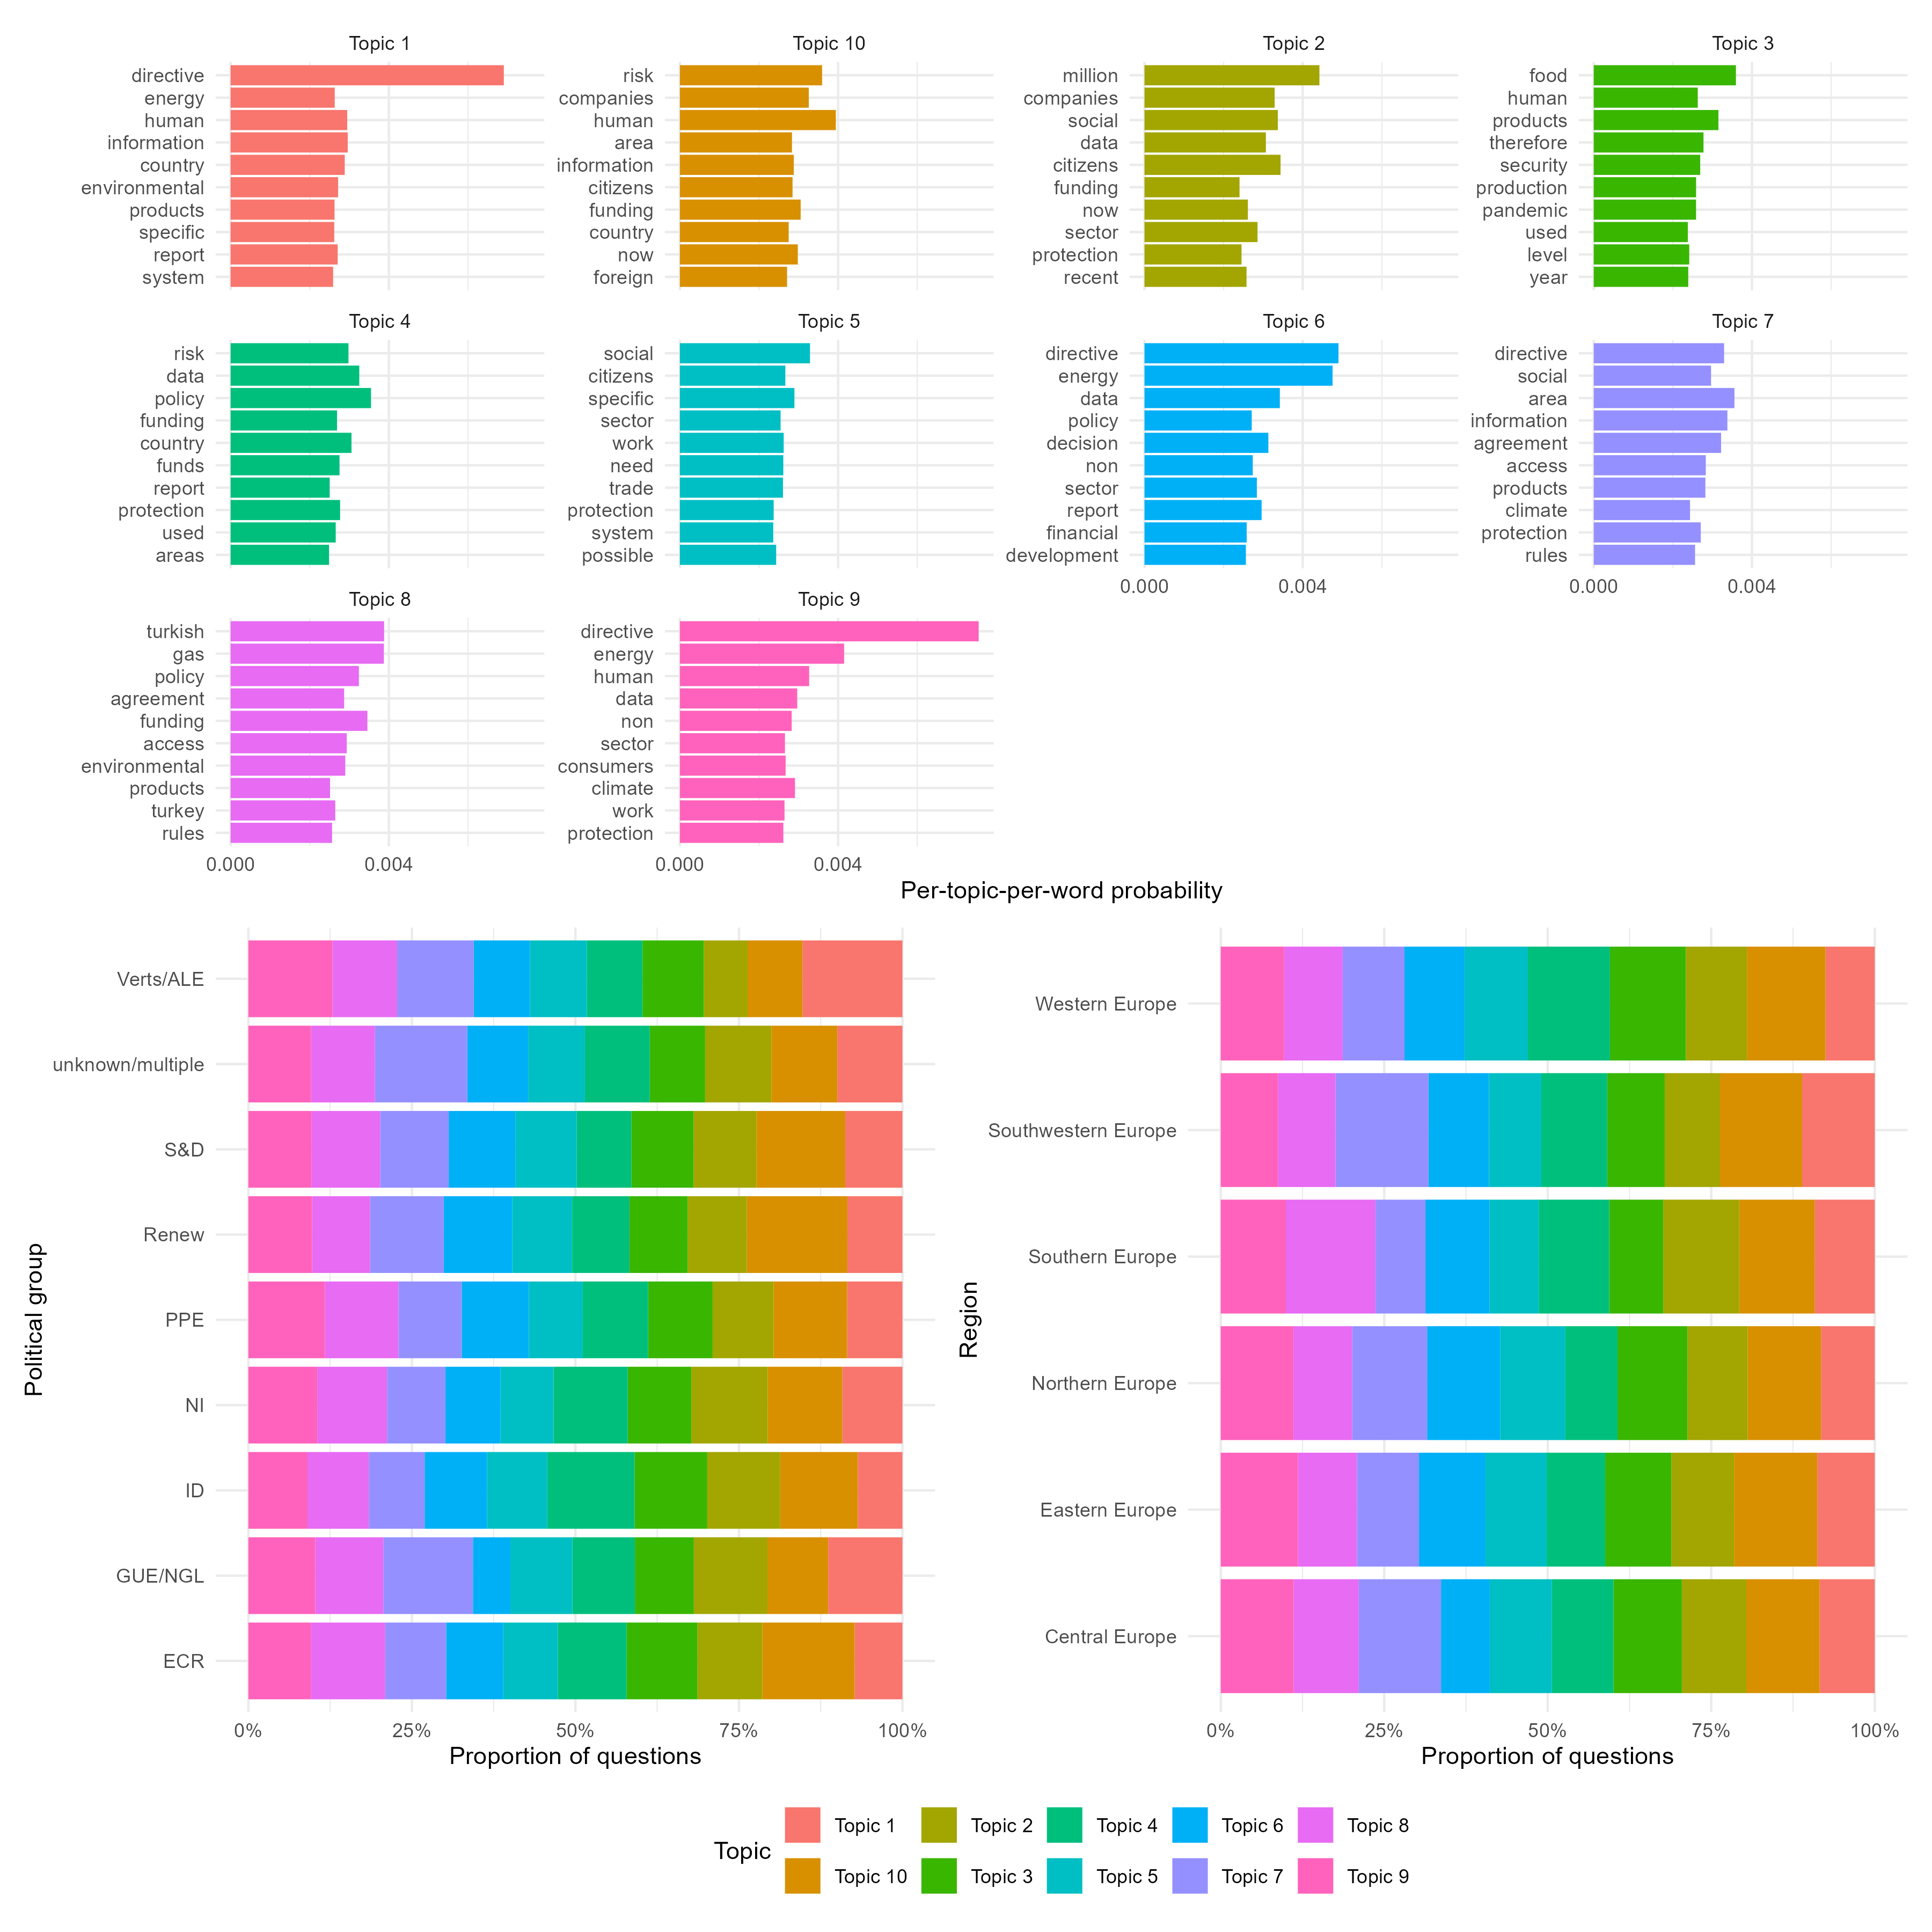 Topic 1
directive
energy
human
information
country
environmental
products
specific
report
system
Topic 10
risk
companies
human
area
information
citizens
funding
country
now
foreign
Topic 2
million
companies
social
data
citizens
funding
now
sector
protection
recent
Topic 3
food
human
products
therefore
security
production
pandemic
used
level
year
Topic 4
risk
data
policy
funding
country
funds
report
protection
used
areas
Topic 5
social
citizens
specific
sector
work
need
trade
protection
system
possible
Topic 6
directive
energy
data
policy
decision
non
sector
report
financial
development
0.000 0.004
Topic 7
directive
social
area
information
agreement
access
products
climate
protection
rules
0.000 0.004
Topic 8
turkish
gas
policy
agreement
funding
access
environmental
products
turkey
rules
0.000 0.004
Topic 9
directive
energy
human
data
non
sector
consumers
climate
work
protection
0.000 0.004
Per-topic-per-word probability
Political group
Verts/ALE
unknown/multiple
S&D
Renew
PPE
NI
ID
GUE/NGL
ECR
0% 25% 50% 75% 100%
Proportion of questions
Region
Western Europe
Southwestern Europe
Southern Europe
Northern Europe
Eastern Europe
Central Europe
0% 25% 50% 75% 100%
Proportion of questions
Topic
Topic 1 Topic 2 Topic 4 Topic 6 Topic 8
Topic 10 Topic 3 Topic 5 Topic 7 Topic 9